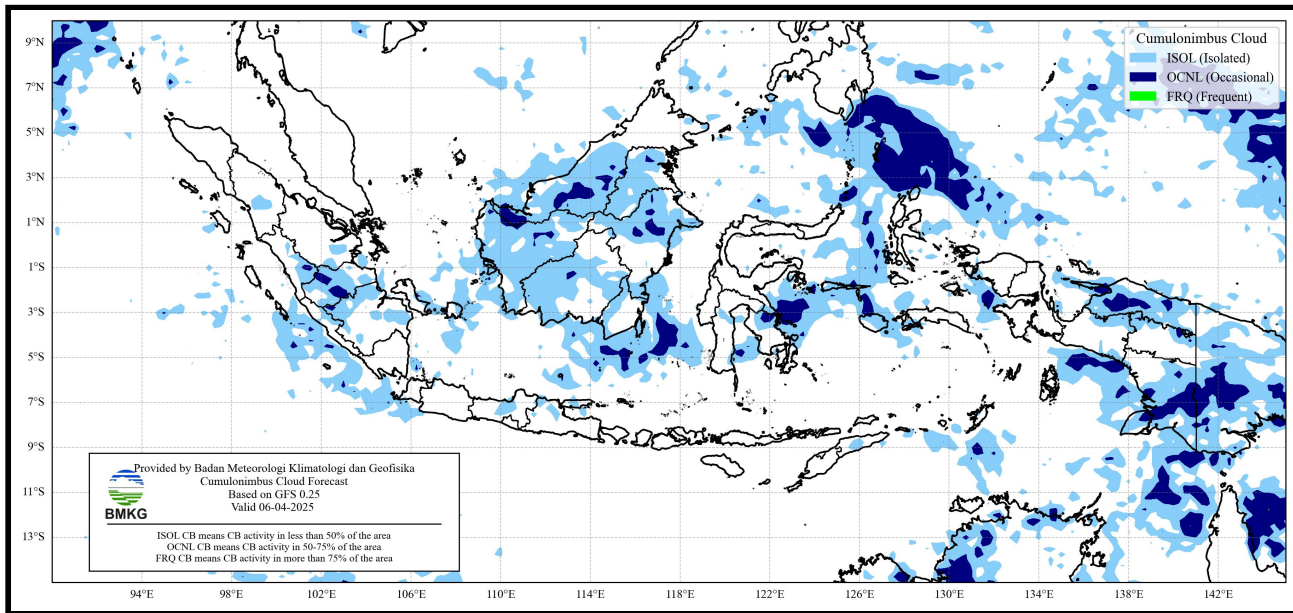 Cumulonimbus Cloud
ISOL (Isolated)
OCNL (Occasional)
FRQ (Frequent)
9°N
7°N
5°N
3°N
1°N
1°S
3°S
5°S
7°S
9°S
11°S
13°S
Provided by Badan Meteorologi Klimatologi dan Geofisika
Cumulonimbus Cloud Forecast
Based on GFS 0.25
Valid 06-04-2025
BMKG
ISOL CB means CB activity in less than 50% of the area
OCNL CB means CB activity in 50-75% of the area
FRQ CB means CB activity in more than 75% of the area
94°E 98°E 102°E 106°E 110°E 114°E 118°E 122°E 126°E 130°E 134°E 138°E 142°E